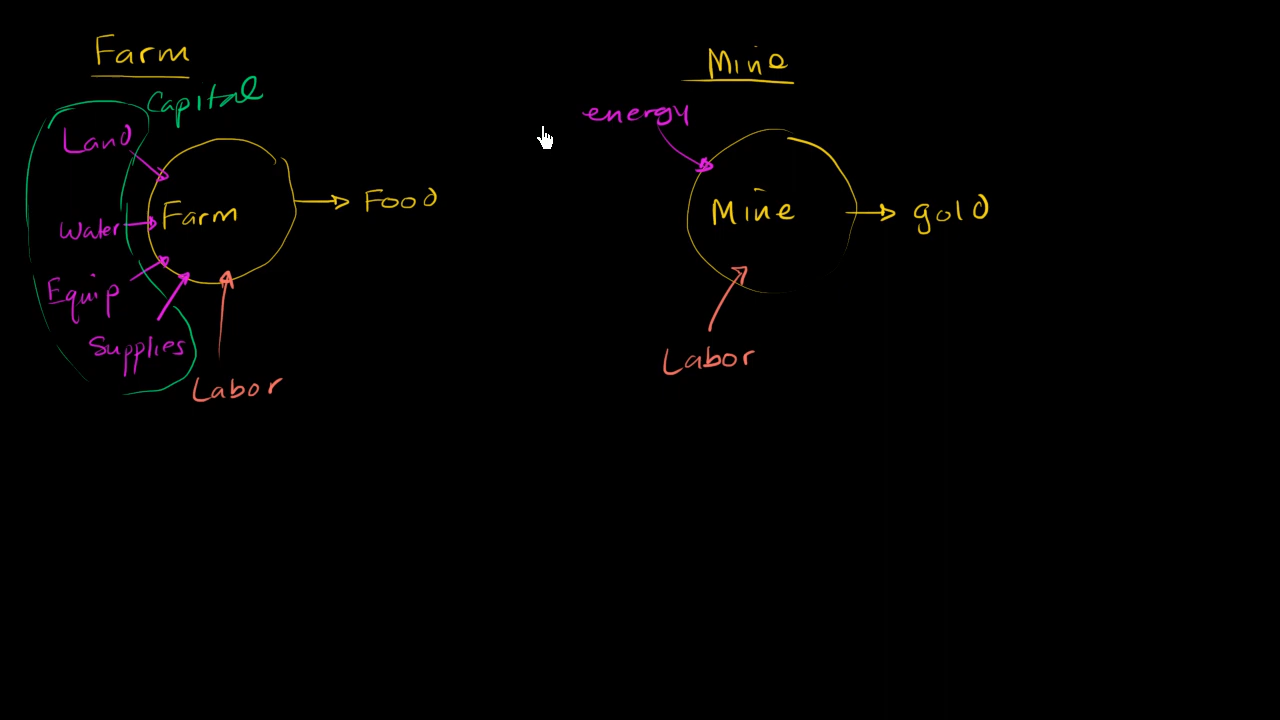 Farm
Capital
Land
Water
Equip
Supplies
Labor
Farm
Food
Mine
energy
Mine
gold
Labor